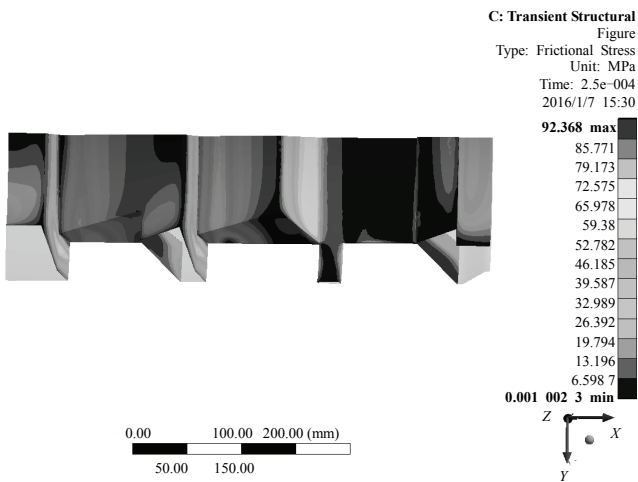 C: Transient Structural
Figure
Type: Frictional Stress
Unit: MPa
Time: 2.5e-004
2016/1/7 15:30
92.368 max
85.771
79.173
72.575
65.978
59.38
52.782
46.185
39.587
32.989
26.392
19.794
13.196
6.598 7
0.001 002 3 min
0.00 100.00 200.00 (mm)
50.00 150.00
Z X
Y